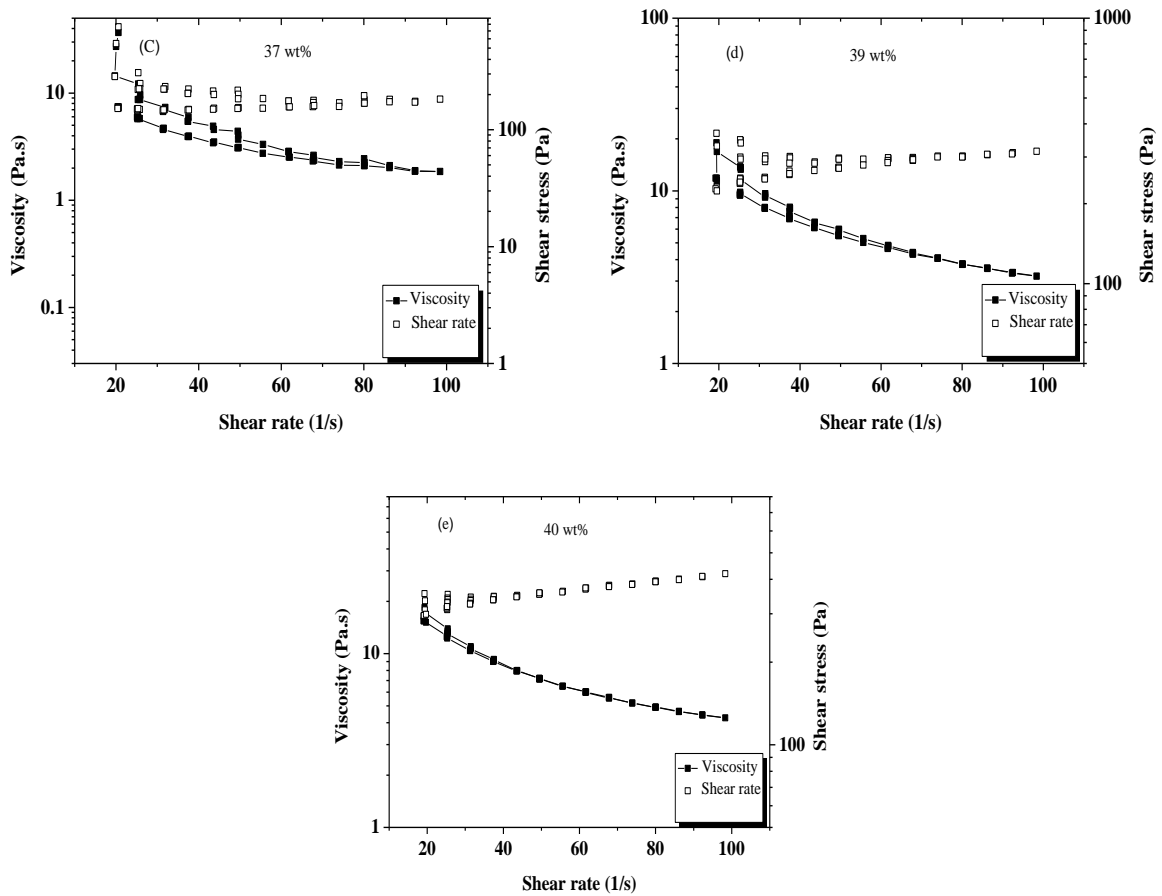 (C)
37 wt%
10
1
0.1
Viscosity (Pa.s)
100
10
1
Shear stress (Pa)
Viscosity
Shear rate
20 40 60 80 100
Shear rate (1/s)
(d)
39 wt%
100
10
1
Viscosity (Pa.s)
1000
100
Shear stress (Pa)
Viscosity
Shear rate
20 40 60 80 100
Shear rate (1/s)
(e)
40 wt%
10
1
Viscosity (Pa.s)
100
Shear stress (Pa)
Viscosity
Shear rate
20 40 60 80 100
Shear rate (1/s)